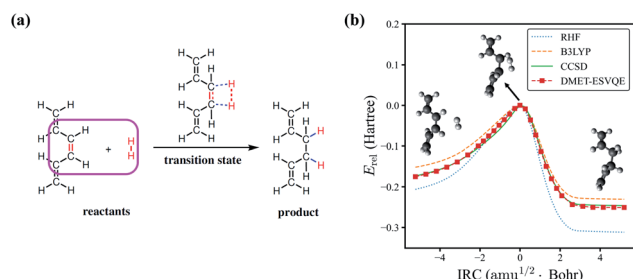 (a)
H H
C
C
H
H
C
C
H
H
C
C
H
C
H
H
H
H
C
C
H
C
H
C
H
H
C
H
C
C
H
H
+
H
H
transition state
H
H
C
H
C
H
C
H
H
C
H
H
C
H
H
C
C
H
H
reactants
product
(b)
RHF
B3LYP
CCSD
DMET-ESVQE
0.2
0.1
0.0
−0.1
−0.2
−0.3
E_rel (Hartree)
−4 −2 0 2 4
IRC (amu^1/2 · Bohr)